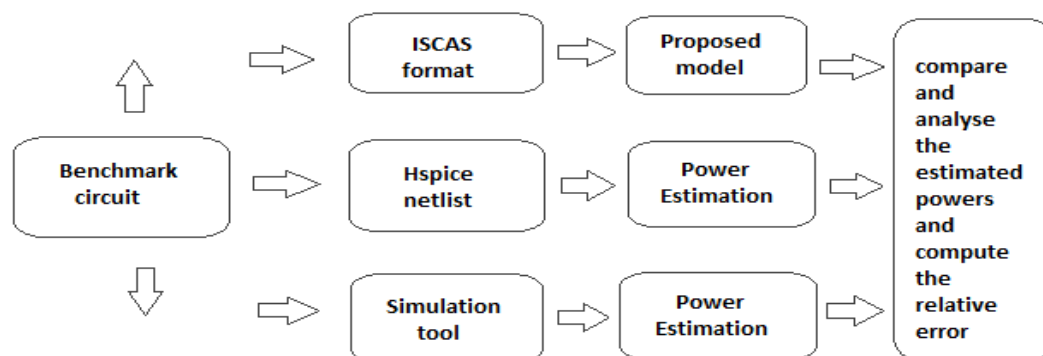 Benchmark
circuit
ISCAS
format
Proposed
model
Hspice
netlist
Power
Estimation
Simulation
tool
Power
Estimation
compare
and
analyse
the
estimated
powers
and
compute
the
relative
error